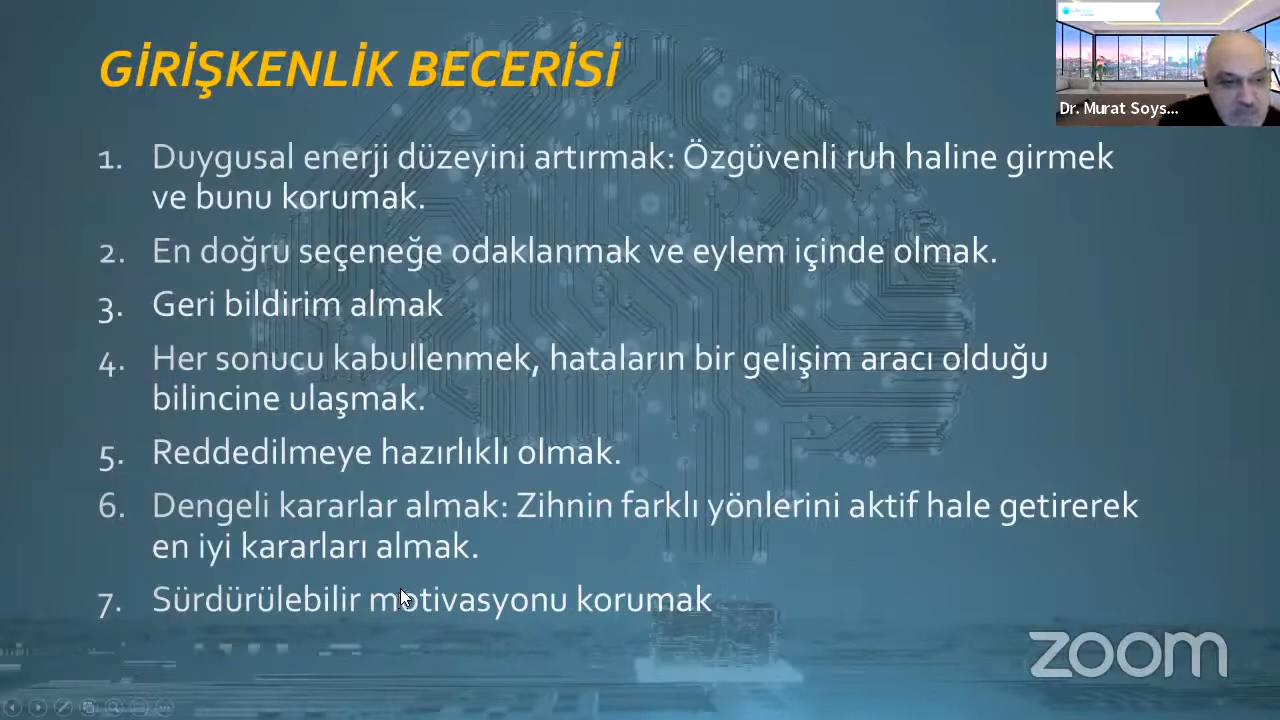 GİRİŞKENLİK BECERİSİ
Dr. Murat Soys...
1. Duygusal enerji düzeyini artırmak: Özgüvenli ruh haline girmek
ve bunu korumak.
2. En doğru seçeneğe odaklanmak ve eylem içinde olmak.
3. Geri bildirim almak
4. Her sonucu kabullenmek, hataların bir gelişim aracı olduğu
bilincine ulaşmak.
5. Reddedilmeye hazırlıklı olmak.
6. Dengeli kararlar almak: Zihnin farklı yönlerini aktif hale getirerek
en iyi kararları almak.
7. Sürdürülebilir motivasyonu korumak
zoom